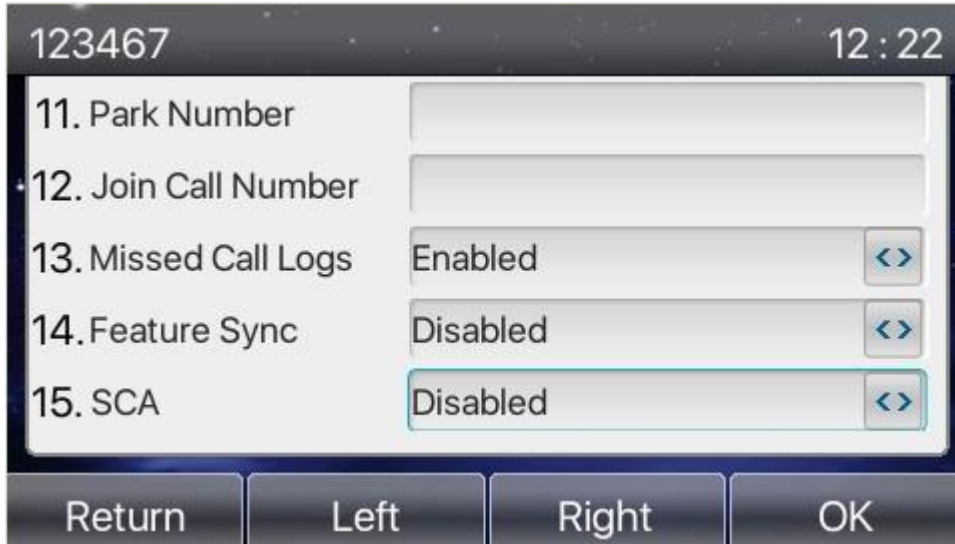 123467 12:22
11. Park Number
12. Join Call Number
13. Missed Call Logs Enabled <>
14. Feature Sync Disabled <>
15. SCA Disabled <>
Return Left Right OK